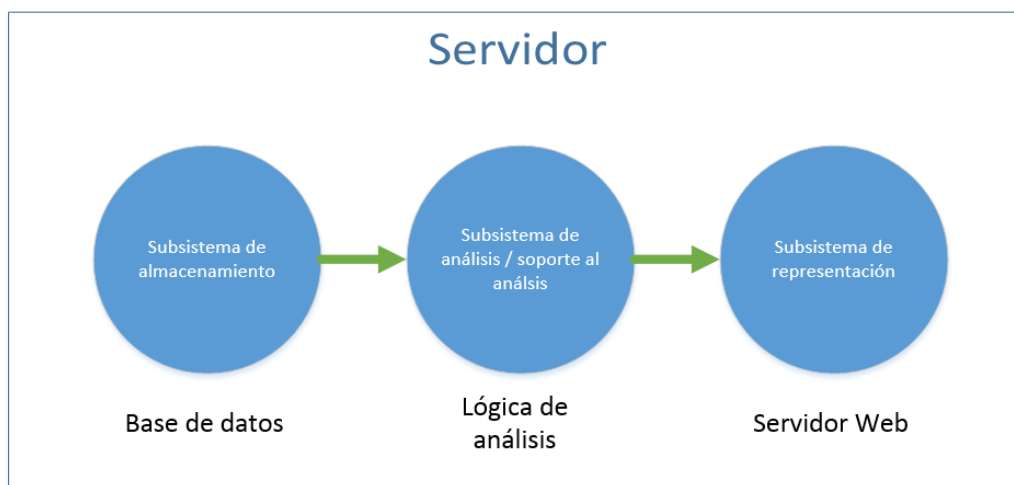 Servidor
Subsistema de
almacenamiento
Subsistema de
análisis / soporte al
análsis
Subsistema de
representación
Base de datos
Lógica de
análisis
Servidor Web